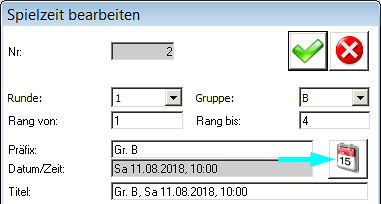 Spielzeit bearbeiten
Nr: 2
Runde: 1 Gruppe: B
Rang von: 1 Rang bis: 4
Präfix: Gr. B
Datum/Zeit: Sa 11.08.2018, 10:00
15
Titel: Gr. B, Sa 11.08.2018, 10:00